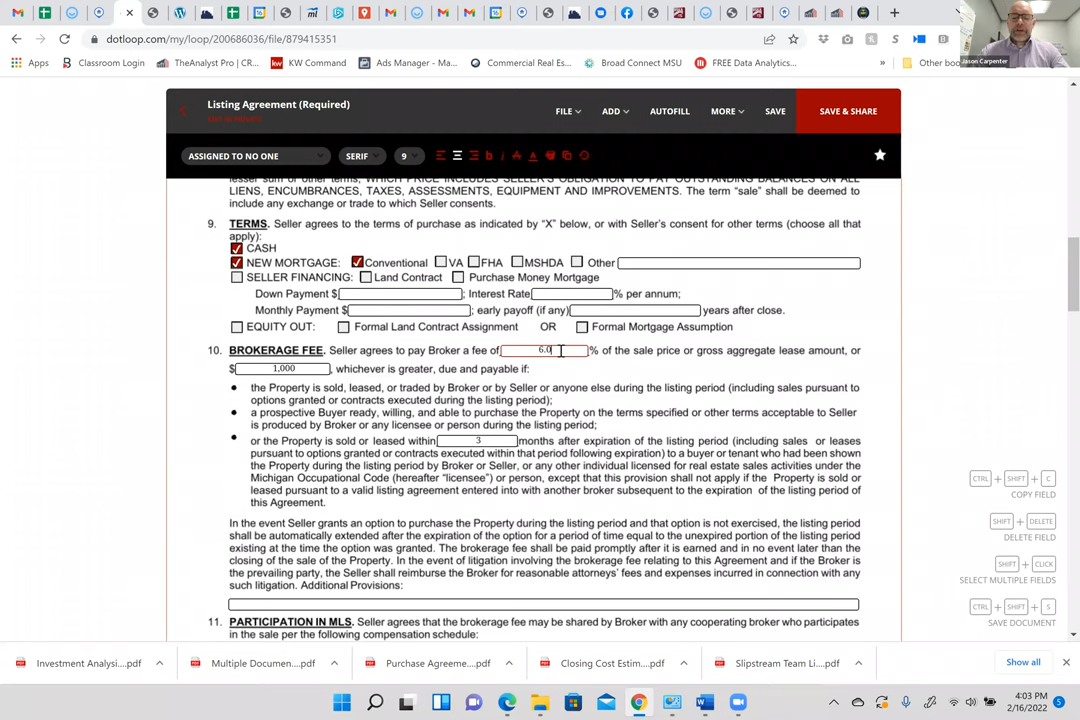 dotloop.com/my/loop/200686036/file/879415351
Apps
Classroom Login
TheAnalyst Pro | CR...
KW Command
Ads Manager - Ma...
Commercial Real Es...
Broad Connect MSU
FREE Data Analytics...
»
Other boo
Jason Carpenter
Listing Agreement (Required)
FILE
ADD
AUTOFILL
MORE
SAVE
SAVE & SHARE
ASSIGNED TO NO ONE
SERIF
9
lesser sum or other terms, WHICH PRICE INCLUDES SELLER'S OBLIGATION TO PAY OUTSTANDING BALANCES ON ALL
LIENS, ENCUMBRANCES, TAXES, ASSESSMENTS, EQUIPMENT AND IMPROVEMENTS. The term "sale" shall be deemed to
include any exchange or trade to which Seller consents.
9. TERMS. Seller agrees to the terms of purchase as indicated by "X" below, or with Seller's consent for other terms (choose all that
apply):
CASH
NEW MORTGAGE: Conventional VA FHA MSHDA Other
SELLER FINANCING: Land Contract Purchase Money Mortgage
Down Payment $ ; Interest Rate % per annum;
Monthly Payment $ ; early payoff (if any) years after close.
EQUITY OUT: Formal Land Contract Assignment OR Formal Mortgage Assumption
10. BROKERAGE FEE. Seller agrees to pay Broker a fee of 6.0 % of the sale price or gross aggregate lease amount, or
$ 1,000 , whichever is greater, due and payable if:
• the Property is sold, leased, or traded by Broker or by Seller or anyone else during the listing period (including sales pursuant to
options granted or contracts executed during the listing period);
• a prospective Buyer ready, willing, and able to purchase the Property on the terms specified or other terms acceptable to Seller
is produced by Broker or any licensee or person during the listing period;
• or the Property is sold or leased within 3 months after expiration of the listing period (including sales or leases
pursuant to options granted or contracts executed within that period following expiration) to a buyer or tenant who had been shown
the Property during the listing period by Broker or Seller, or any other individual licensed for real estate sales activities under the
Michigan Occupational Code (hereafter "licensee") or person, except that this provision shall not apply if the Property is sold or
leased pursuant to a valid listing agreement entered into with another broker subsequent to the expiration of the listing period of
this Agreement.
In the event Seller grants an option to purchase the Property during the listing period and that option is not exercised, the listing period
shall be automatically extended after the expiration of the option for a period of time equal to the unexpired portion of the listing period
existing at the time the option was granted. The brokerage fee shall be paid promptly after it is earned and in no event later than the
closing of the sale of the Property. In the event of litigation involving the brokerage fee relating to this Agreement and if the Broker is
the prevailing party, the Seller shall reimburse the Broker for reasonable attorneys' fees and expenses incurred in connection with any
such litigation. Additional Provisions:
11. PARTICIPATION IN MLS. Seller agrees that the brokerage fee may be shared by Broker with any cooperating broker who participates
in the sale per the following compensation schedule:
CTRL + SHIFT + C
COPY FIELD
SHIFT + DELETE
DELETE FIELD
SHIFT + CLICK
SELECT MULTIPLE FIELDS
CTRL + SHIFT + S
SAVE DOCUMENT
Investment Analysi....pdf
Multiple Documen....pdf
Purchase Agreeme....pdf
Closing Cost Estim....pdf
Slipstream Team Li....pdf
Show all
4:03 PM
2/16/2022